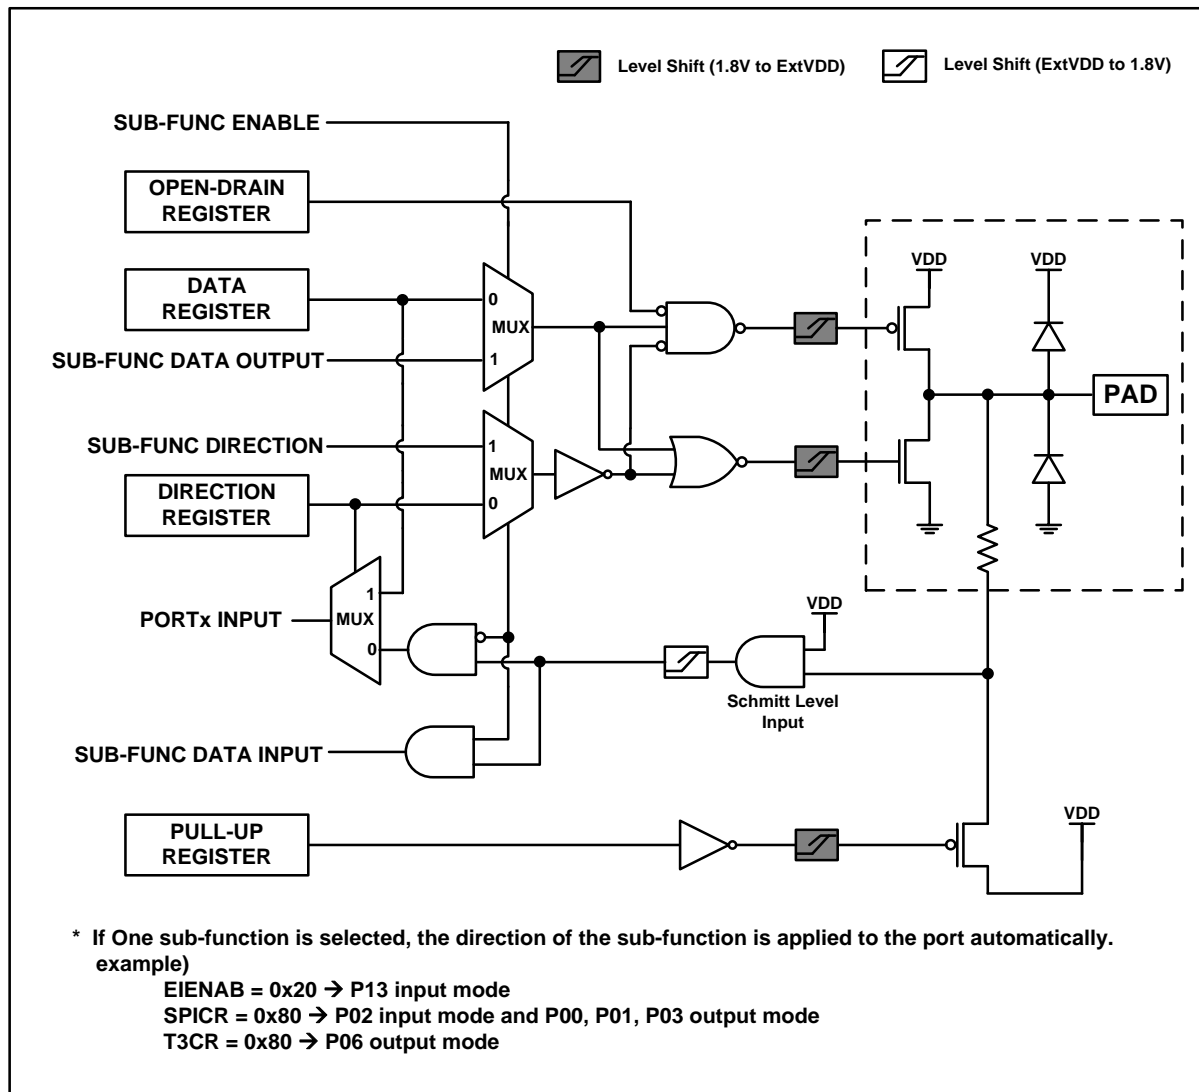 Level Shift (1.8V to ExtVDD)
Level Shift (ExtVDD to 1.8V)
SUB-FUNC ENABLE
OPEN-DRAIN
REGISTER
VDD
VDD
DATA
REGISTER
0
MUX
1
SUB-FUNC DATA OUTPUT
PAD
SUB-FUNC DIRECTION
1
MUX
0
DIRECTION
REGISTER
1
MUX
0
PORTx INPUT
VDD
Schmitt Level
Input
SUB-FUNC DATA INPUT
VDD
PULL-UP
REGISTER
* If One sub-function is selected, the direction of the sub-function is applied to the port automatically.
example)
EIENAB = 0x20 → P13 input mode
SPICR = 0x80 → P02 input mode and P00, P01, P03 output mode
T3CR = 0x80 → P06 output mode